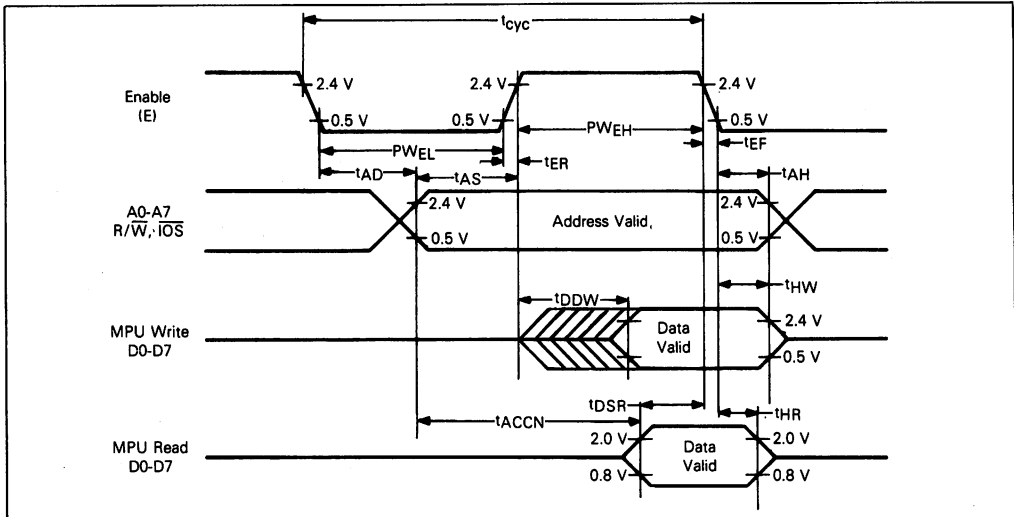 tcyc
Enable
(E)
2.4 V
2.4 V
2.4 V
0.5 V
0.5 V
0.5 V
PWEH
PWEL
tEF
tER
tAD
tAS
tAH
A0-A7
R/W̅, I̅O̅S̅
2.4 V
Address Valid,
2.4 V
0.5 V
0.5 V
tDDW
tHW
MPU Write
D0-D7
Data
Valid
2.4 V
0.5 V
tDSR
tACCN
tHR
MPU Read
D0-D7
2.0 V
Data
Valid
2.0 V
0.8 V
0.8 V